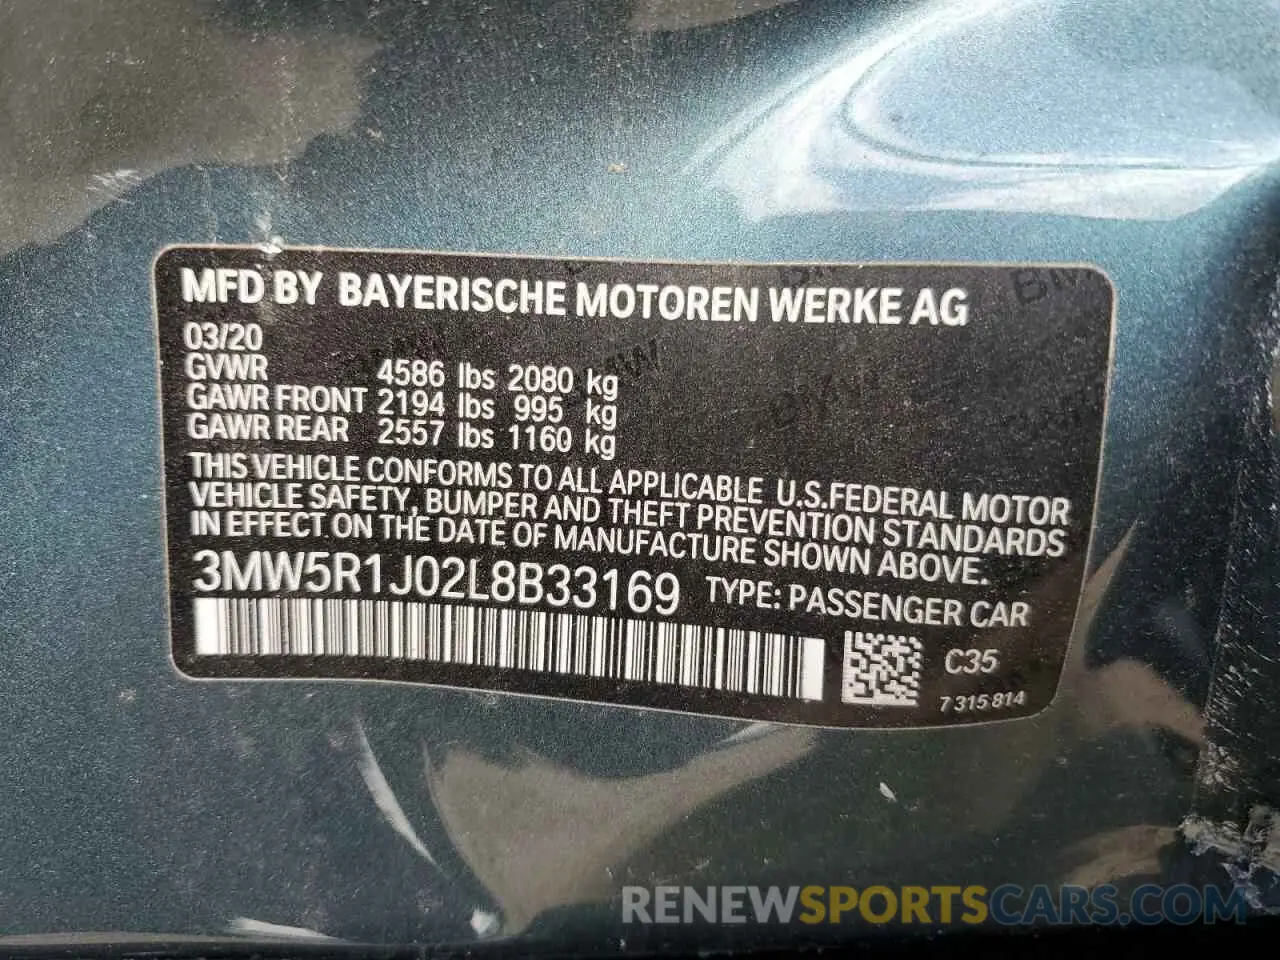 MFD BY BAYERISCHE MOTOREN WERKE AG
03/20
GVWR 4586 lbs 2080 kg
GAWR FRONT 2194 lbs 995 kg
GAWR REAR 2557 lbs 1160 kg
THIS VEHICLE CONFORMS TO ALL APPLICABLE U.S.FEDERAL MOTOR
VEHICLE SAFETY, BUMPER AND THEFT PREVENTION STANDARDS
IN EFFECT ON THE DATE OF MANUFACTURE SHOWN ABOVE.
3MW5R1J02L8B33169 TYPE: PASSENGER CAR
C35
7 315 814
RENEWSPORTSCARS.COM